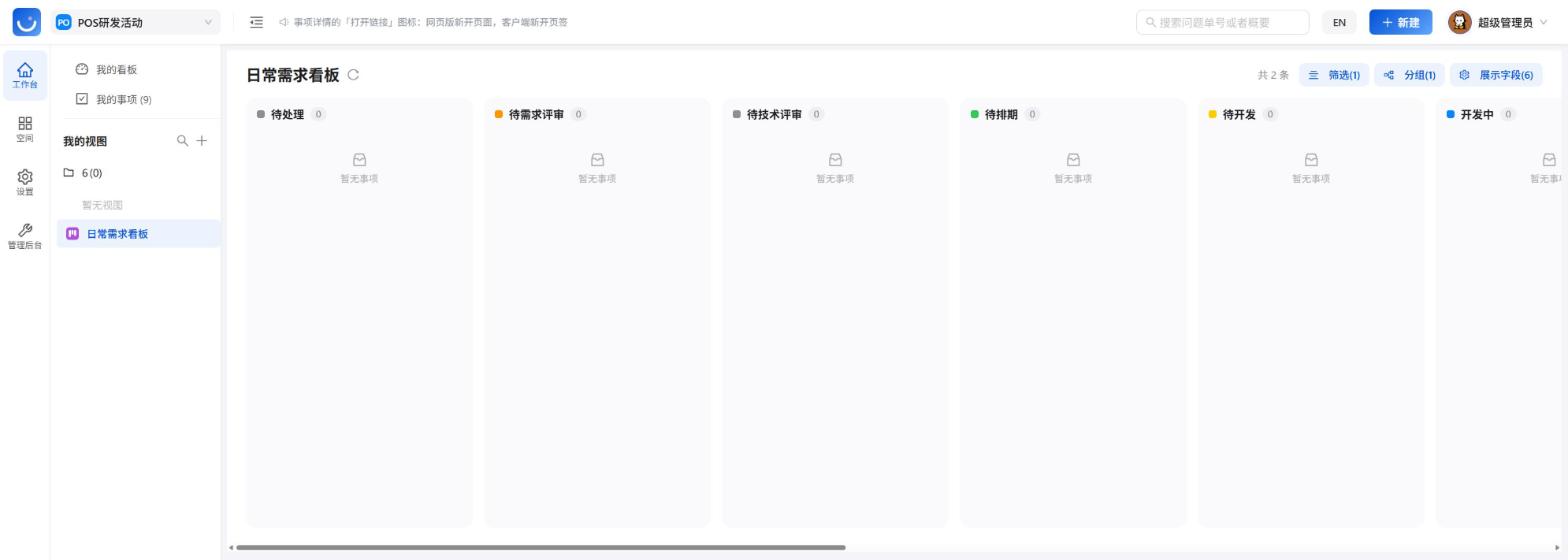 PO POS研发活动
事项详情的「打开链接」图标：网页版新开页面，客户端新开页签
搜索问题单号或者概要
EN
新建
超级管理员
工作台
空间
设置
管理后台
我的看板
我的事项 (9)
我的视图
6(0)
暂无视图
日常需求看板
日常需求看板
共 2 条
筛选(1)
分组(1)
展示字段(6)
待处理 0
暂无事项
待需求评审 0
暂无事项
待技术评审 0
暂无事项
待排期 0
暂无事项
待开发 0
暂无事项
开发中 0
暂无事